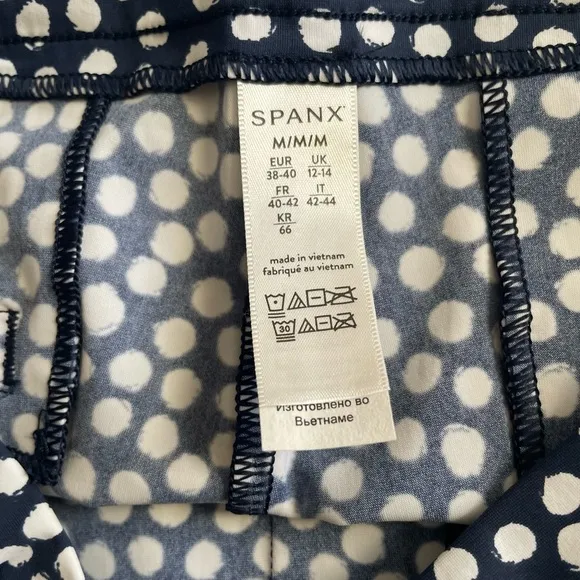 SPANX®
M/M/M
EUR UK
38-40 12-14
FR IT
40-42 42-44
KR
66
made in vietnam
fabriqué au vietnam
30
Изготовлено во
Вьетнаме